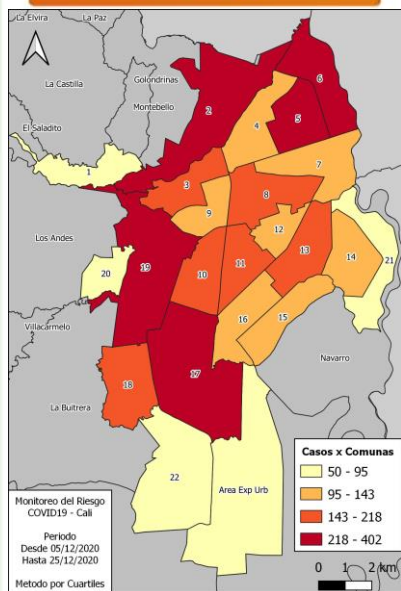 La Elvira
La Paz
La Castilla
Golondrinas
Montebello
El Saladito
Los Andes
Villacarmelo
La Buitrera
Navarro
1
2
3
4
5
6
7
8
9
10
11
12
13
14
15
16
17
18
19
20
21
22
Area Exp Urb
Monitoreo del Riesgo
COVID19 - Cali
Periodo
Desde 05/12/2020
Hasta 25/12/2020
Metodo por Cuartiles
Casos x Comunas
50 - 95
95 - 143
143 - 218
218 - 402
0 1 2 km